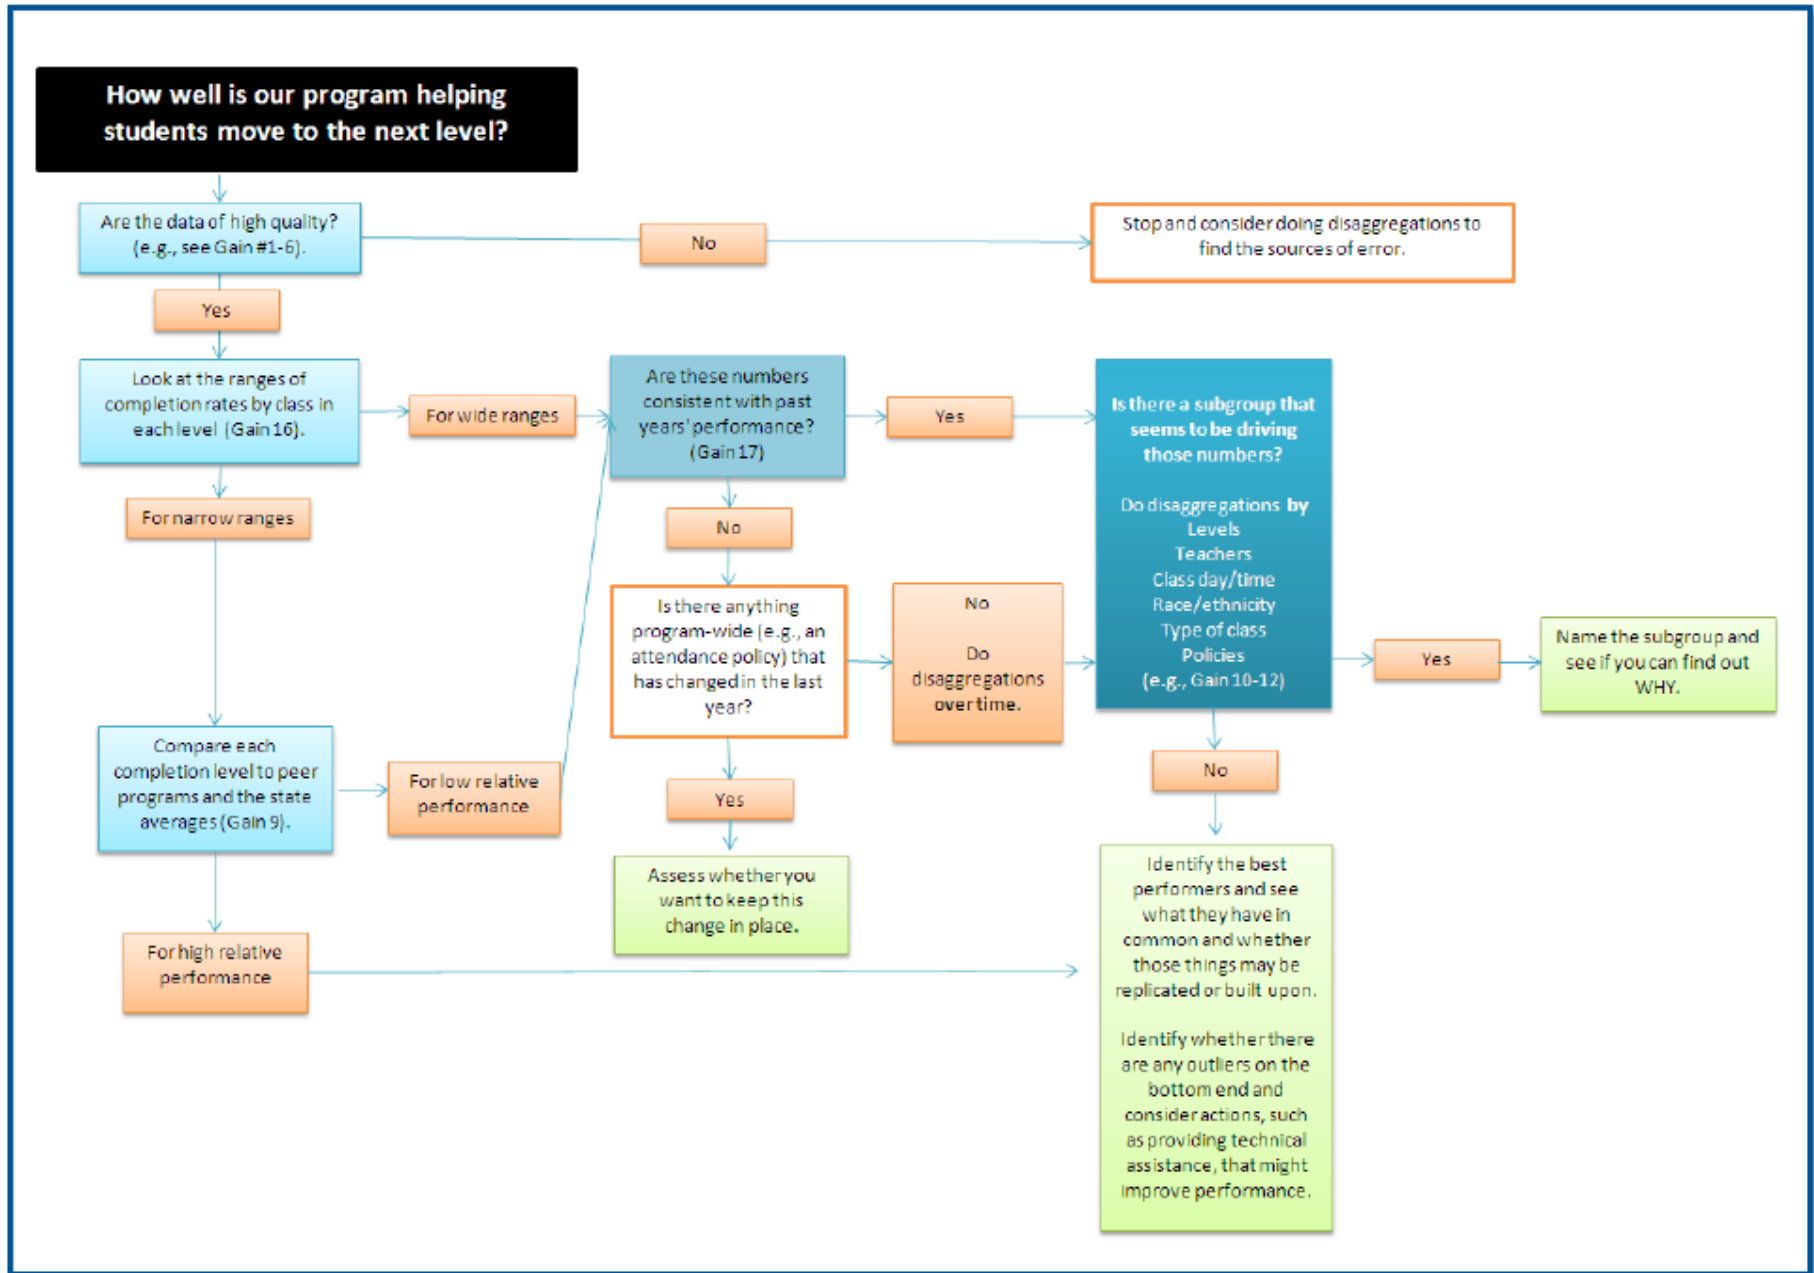 How well is our program helping
students move to the next level?
Are the data of high quality?
(e.g., see Gain #1-6).
No
Stop and consider doing disaggregations to
find the sources of error.
Yes
Look at the ranges of
completion rates by class in
each level (Gain 16).
For wide ranges
Are these numbers
consistent with past
years' performance?
(Gain 17)
Yes
Is there a subgroup that
seems to be driving
those numbers?
Do disaggregations by
Levels
Teachers
Class day/time
Race/ethnicity
Type of class
Policies
(e.g., Gain 10-12)
For narrow ranges
No
Is there anything
program-wide (e.g., an
attendance policy) that
has changed in the last
year?
No
Do
disaggregations
over time.
Yes
Name the subgroup and
see if you can find out
WHY.
Compare each
completion level to peer
programs and the state
averages (Gain 9).
For low relative
performance
Yes
No
Assess whether you
want to keep this
change in place.
Identify the best
performers and see
what they have in
common and whether
those things may be
replicated or built upon.
Identify whether there
are any outliers on the
bottom end and
consider actions, such
as providing technical
assistance, that might
improve performance.
For high relative
performance